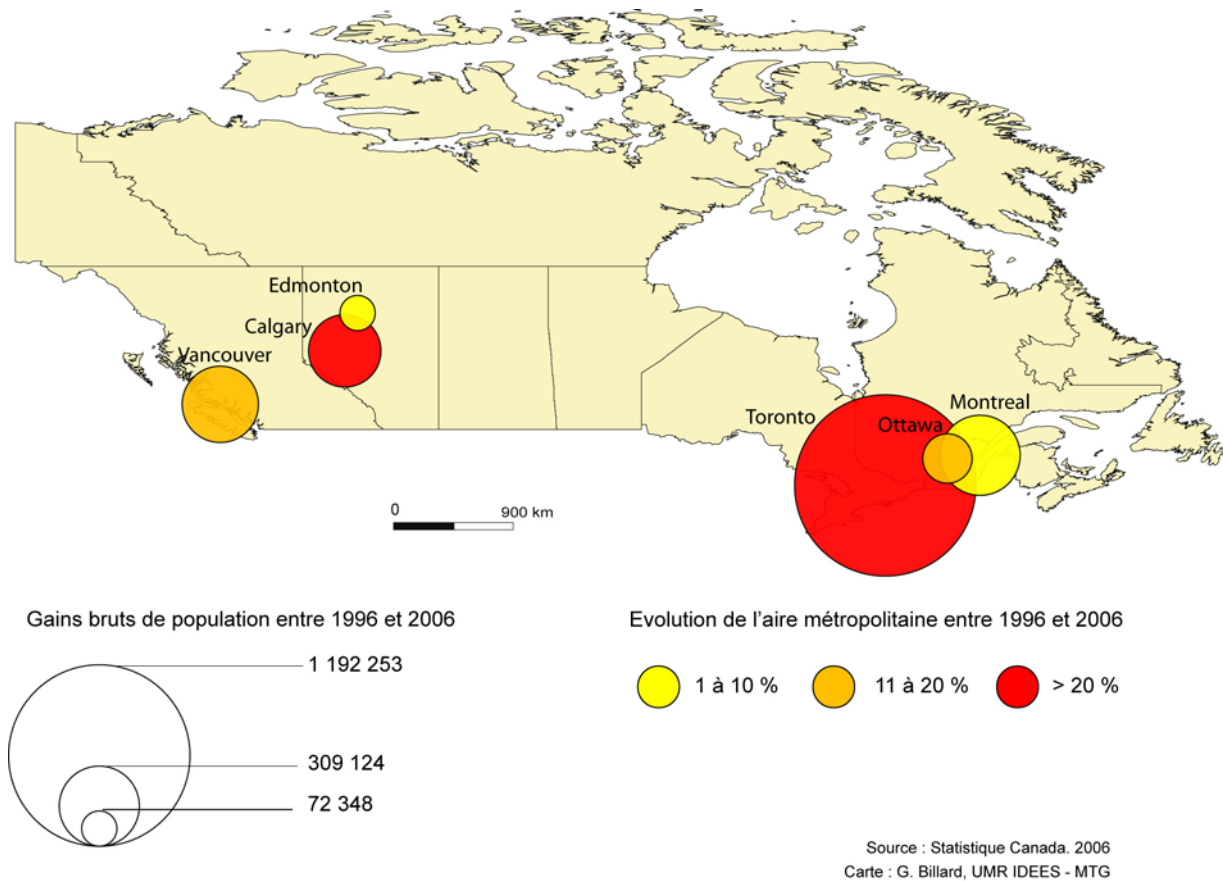 Edmonton
Calgary
Vancouver
Toronto
Ottawa
Montreal
0
900 km
Gains bruts de population entre 1996 et 2006
1 192 253
309 124
72 348
Evolution de l'aire métropolitaine entre 1996 et 2006
1 à 10 %
11 à 20 %
> 20 %
Source : Statistique Canada. 2006
Carte : G. Billard, UMR IDEES - MTG